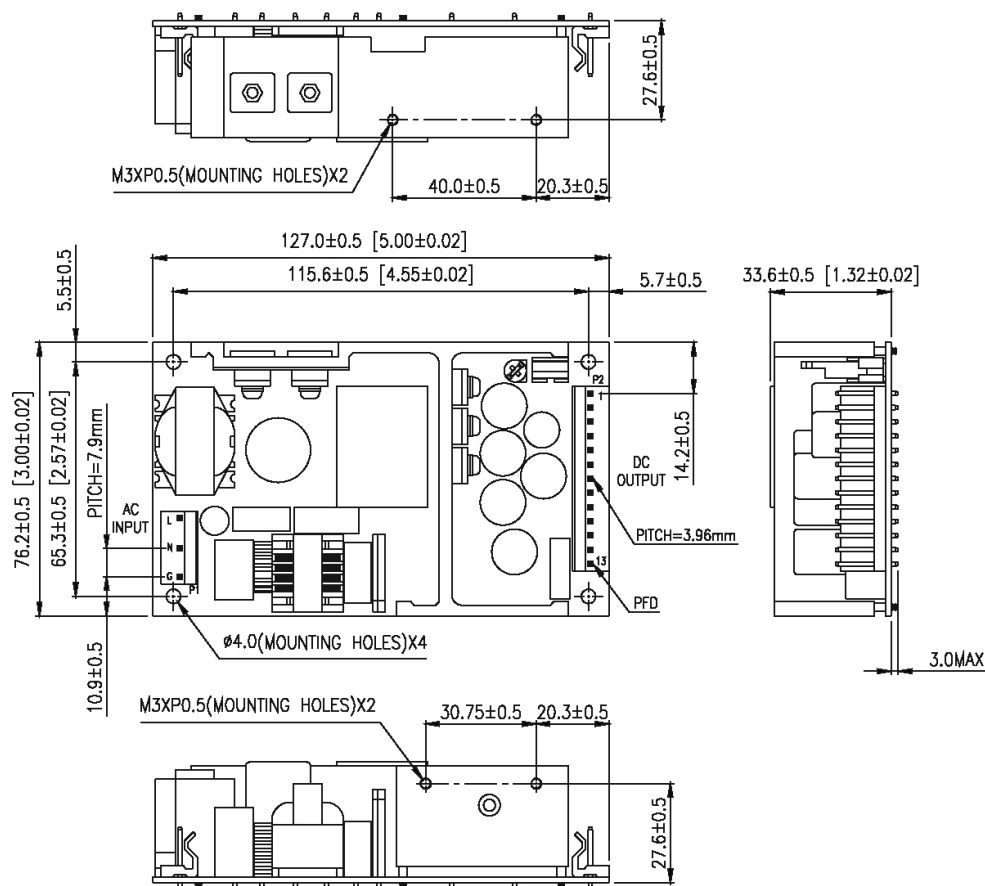 27.6±0.5
M3XP0.5(MOUNTING HOLES)X2
40.0±0.5
20.3±0.5
127.0±0.5 [5.00±0.02]
115.6±0.5 [4.55±0.02]
5.7±0.5
33.6±0.5 [1.32±0.02]
5.5±0.5
76.2±0.5 [3.00±0.02]
65.3±0.5 [2.57±0.02]
PITCH=7.9mm
AC
INPUT
L
N
G
P1
P2
14.2±0.5
DC
OUTPUT
PITCH=3.96mm
13
PFD
ø4.0(MOUNTING HOLES)X4
10.9±0.5
3.0MAX
M3XP0.5(MOUNTING HOLES)X2
30.75±0.5
20.3±0.5
27.6±0.5